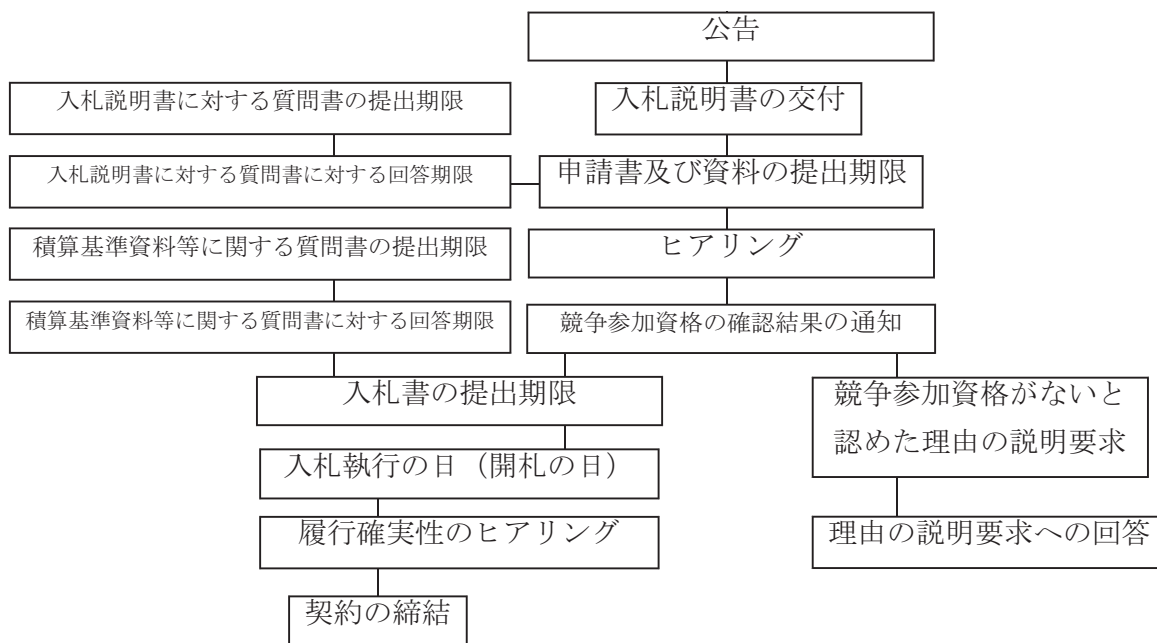 公告
入札説明書に対する質問書の提出期限
入札説明書の交付
入札説明書に対する質問書に対する回答期限
申請書及び資料の提出期限
積算基準資料等に関する質問書の提出期限
ヒアリング
積算基準資料等に関する質問書に対する回答期限
競争参加資格の確認結果の通知
入札書の提出期限
競争参加資格がないと
認めた理由の説明要求
入札執行の日（開札の日）
履行確実性のヒアリング
理由の説明要求への回答
契約の締結